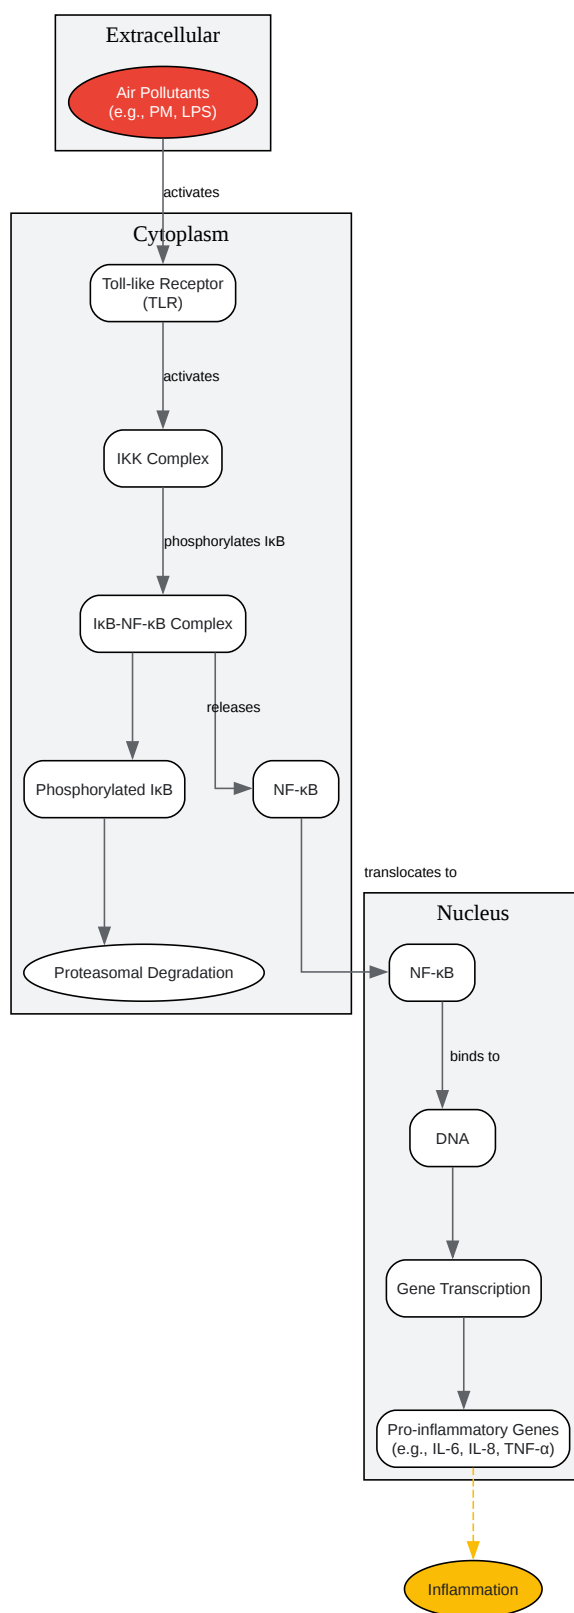 Extracellular
Air Pollutants
(e.g., PM, LPS)
activates
Cytoplasm
Toll-like Receptor
(TLR)
activates
IKK Complex
phosphorylates IκB
IκB-NF-κB Complex
releases
Phosphorylated IκB
NF-κB
translocates to
Nucleus
Proteasomal Degradation
NF-κB
binds to
DNA
Gene Transcription
Pro-inflammatory Genes
(e.g., IL-6, IL-8, TNF-α)
Inflammation